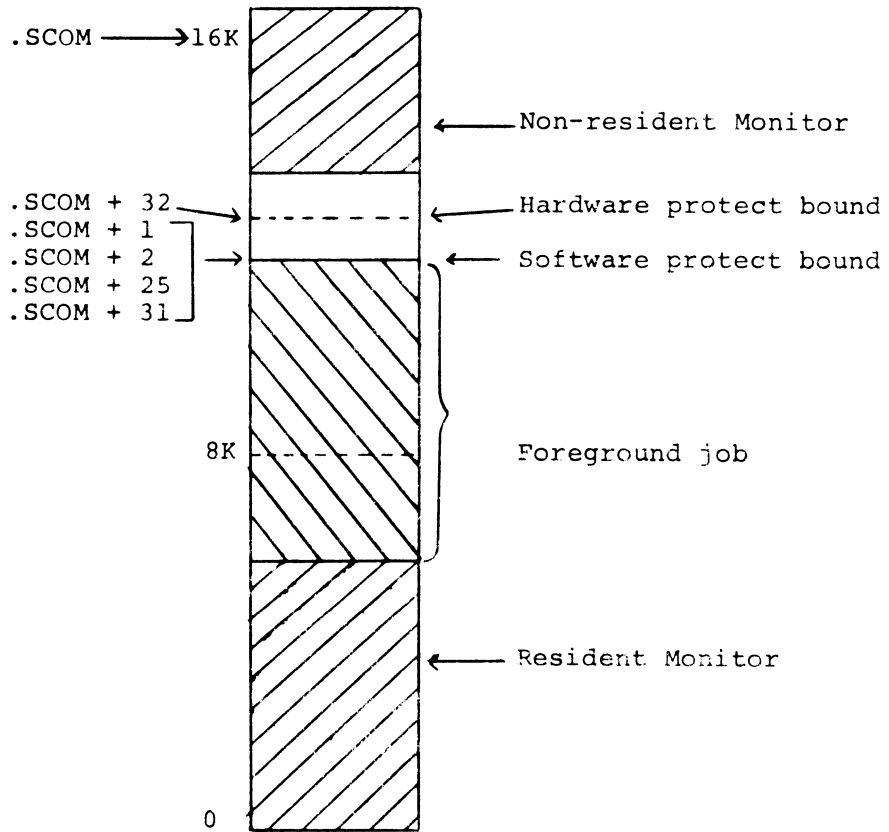 .SCOM 16K
Non-resident Monitor
.SCOM + 32
Hardware protect bound
.SCOM + 1
.SCOM + 2
Software protect bound
.SCOM + 25
.SCOM + 31
8K
Foreground job
Resident Monitor
0